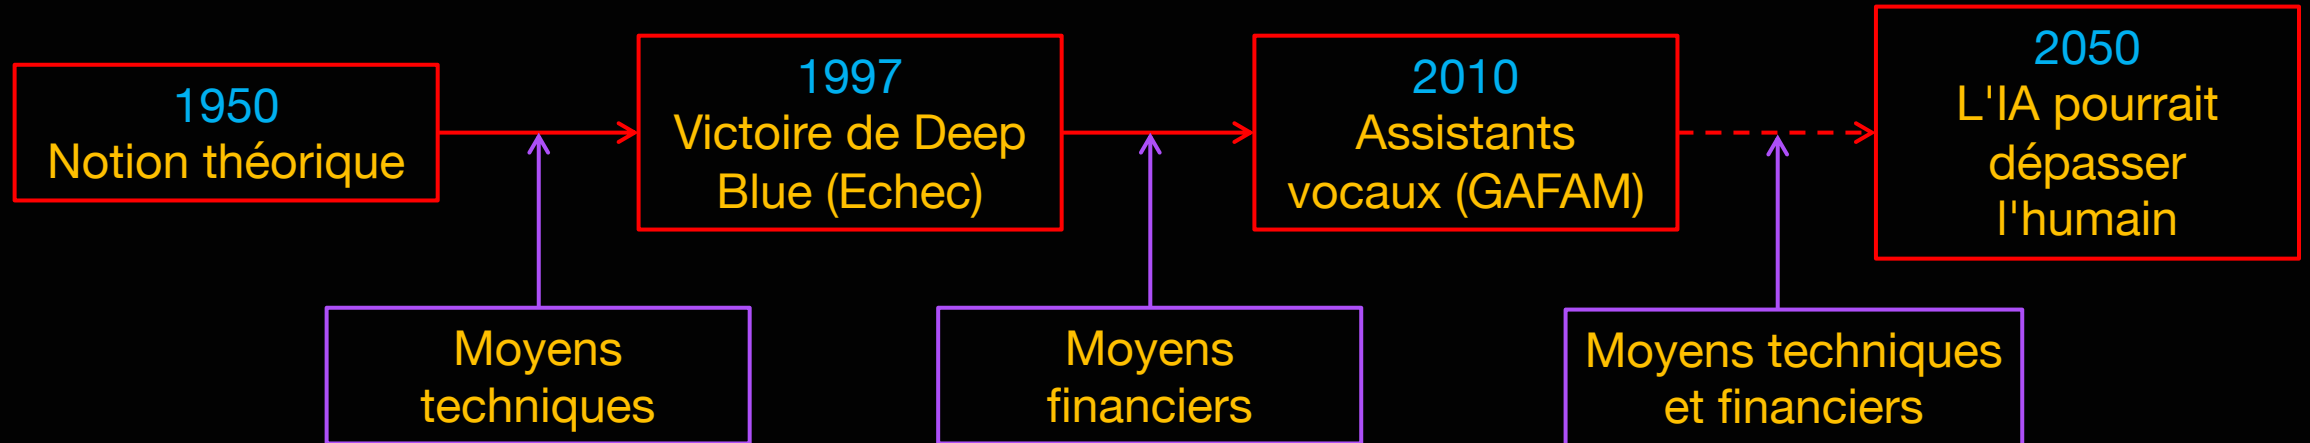 1950
Notion théorique
1997
Victoire de Deep
Blue (Echec)
2010
Assistants
vocaux (GAFAM)
2050
L'IA pourrait
dépasser
l'humain
Moyens
techniques
Moyens
financiers
Moyens techniques
et financiers